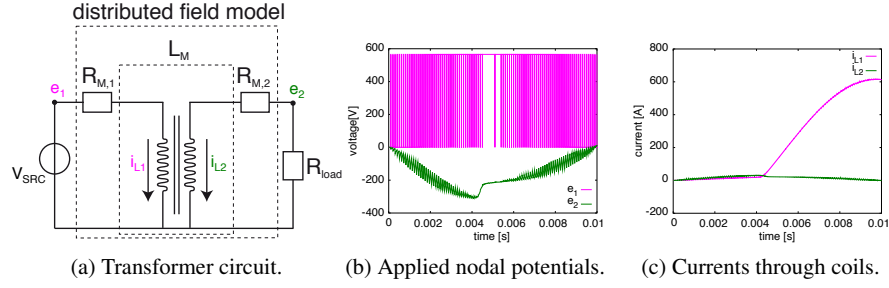 distributed field model
L_M
R_M,1
R_M,2
e_1
e_2
i_L1
i_L2
v_SRC
R_load
(a) Transformer circuit.
600
400
200
0
-200
-400
voltage[V]
0
0.002
0.004
0.006
0.008
0.01
time [s]
e_1
e_2
(b) Applied nodal potentials.
800
600
400
200
0
-200
current [A]
0
0.002
0.004
0.006
0.008
0.01
time [s]
i_L1
i_L2
(c) Currents through coils.